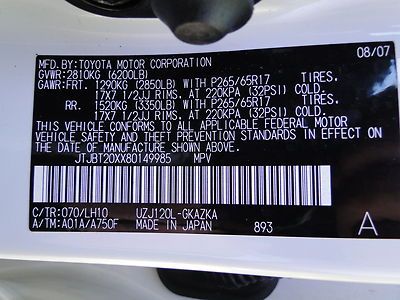 08/07
MFD. BY: TOYOTA MOTOR CORPORATION
GVWR: 2810KG (6200LB)
GAWR: FRT. 1290KG (2850LB) WITH P265/65R17 TIRES.
17X7 1/2JJ RIMS. AT 220KPA (32PSI) COLD.
RR. 1520KG (3350LB) WITH P265/65R17 TIRES.
17X7 1/2JJ RIMS. AT 220KPA (32PSI) COLD.
THIS VEHICLE CONFORMS TO ALL APPLICABLE FEDERAL MOTOR
VEHICLE SAFETY AND THEFT PREVENTION STANDARDS IN EFFECT
ON THE DATE OF MANUFACTURE SHOWN ABOVE.
JTJBT20XX80149985 MPV
C/TR: 070/LH10 UZJ120L-GKAZKA
A/TM: A01A/A750F MADE IN JAPAN 893 A